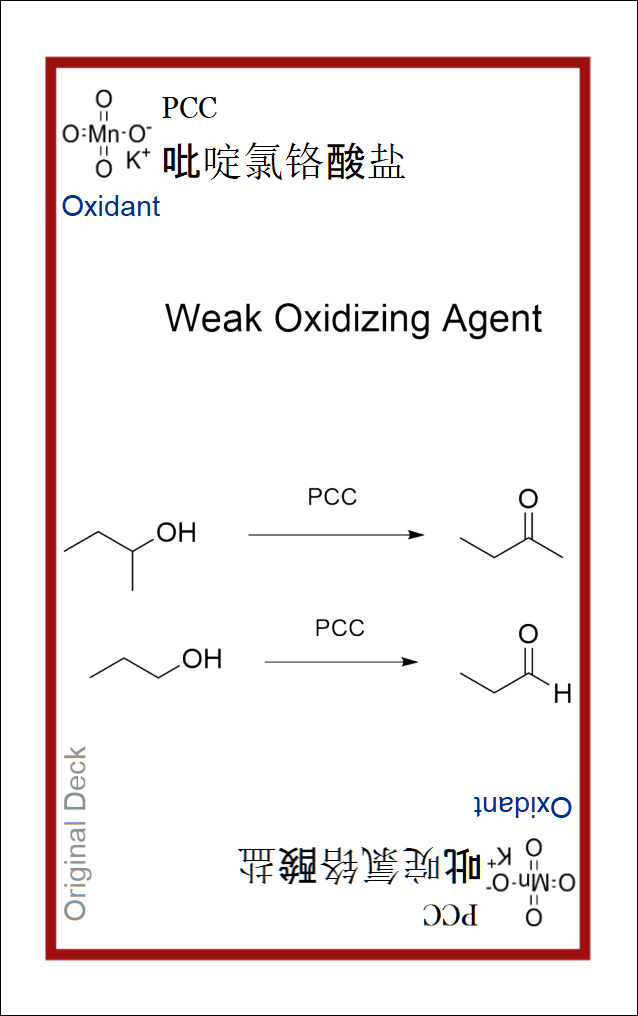 O
O=Mn-O-
O K+
PCC
吡啶氯铬酸盐
Oxidant
Weak Oxidizing Agent
PCC
OH
O
PCC
OH
O
H
Original Deck
Oxidant
吡啶氯铬酸盐
O
O=Mn-O-
O K+
PCC